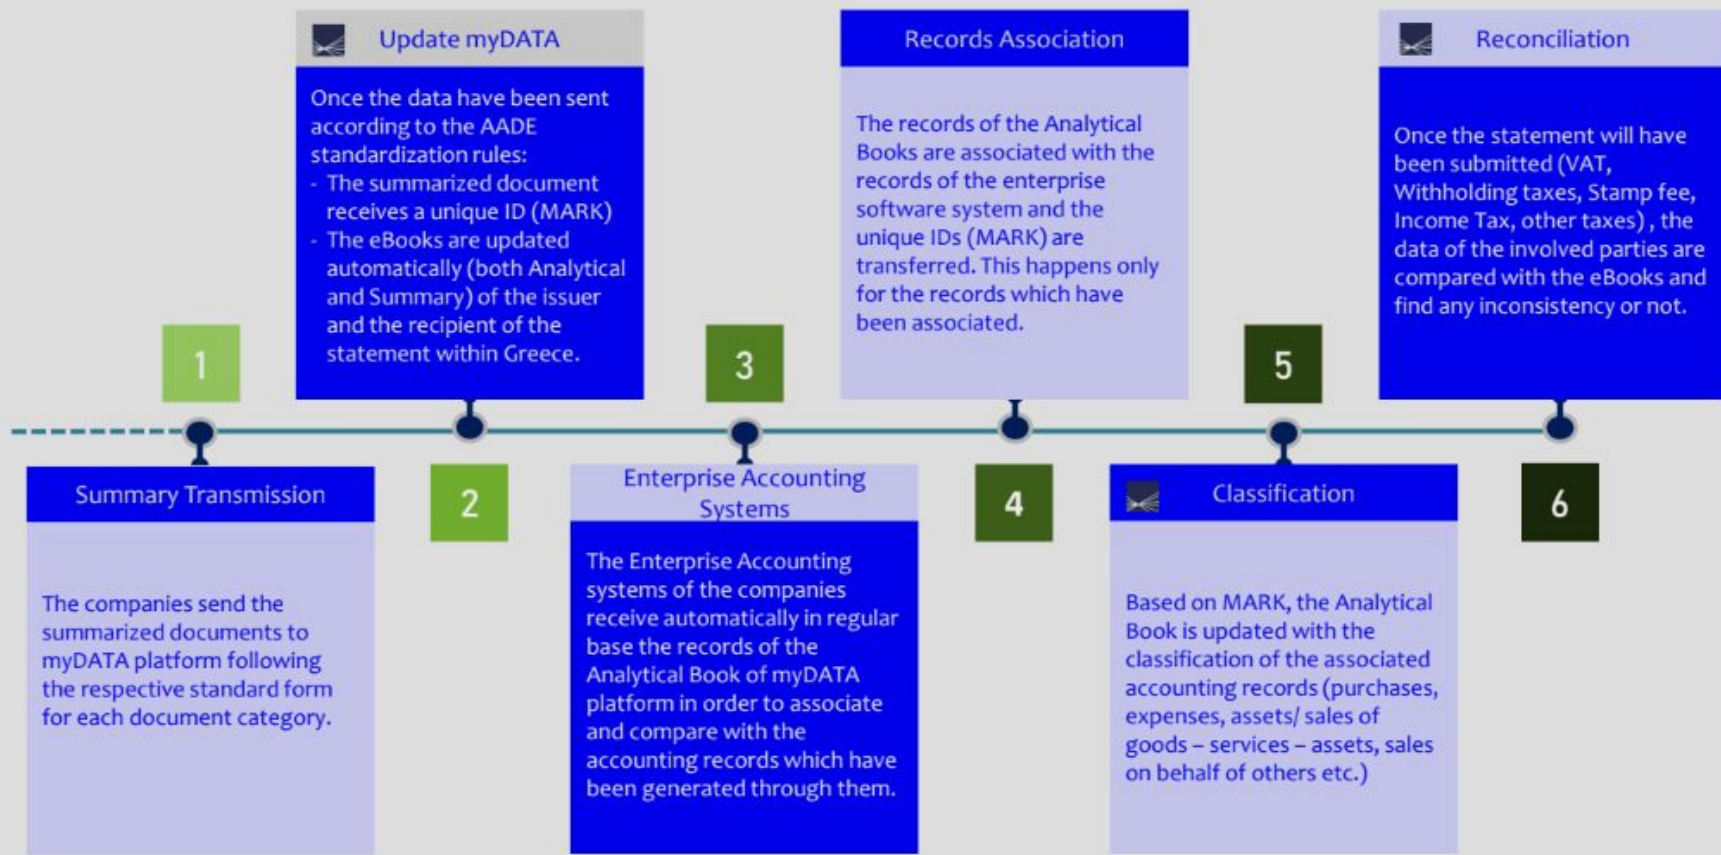 1
Summary Transmission
The companies send the
summarized documents to
myDATA platform following
the respective standard form
for each document category.
Update myDATA
Once the data have been sent
according to the AADE
standardization rules:
- The summarized document
receives a unique ID (MARK)
- The eBooks are updated
automatically (both Analytical
and Summary) of the issuer
and the recipient of the
statement within Greece.
2
3
Enterprise Accounting
Systems
The Enterprise Accounting
systems of the companies
receive automatically in regular
base the records of the
Analytical Book of myDATA
platform in order to associate
and compare with the
accounting records which have
been generated through them.
Records Association
The records of the Analytical
Books are associated with the
records of the enterprise
software system and the
unique IDs (MARK) are
transferred. This happens only
for the records which have
been associated.
4
5
Classification
Based on MARK, the Analytical
Book is updated with the
classification of the associated
accounting records (purchases,
expenses, assets/ sales of
goods – services – assets, sales
on behalf of others etc.)
Reconciliation
Once the statement will have
been submitted (VAT,
Withholding taxes, Stamp fee,
Income Tax, other taxes) , the
data of the involved parties are
compared with the eBooks and
find any inconsistency or not.
6